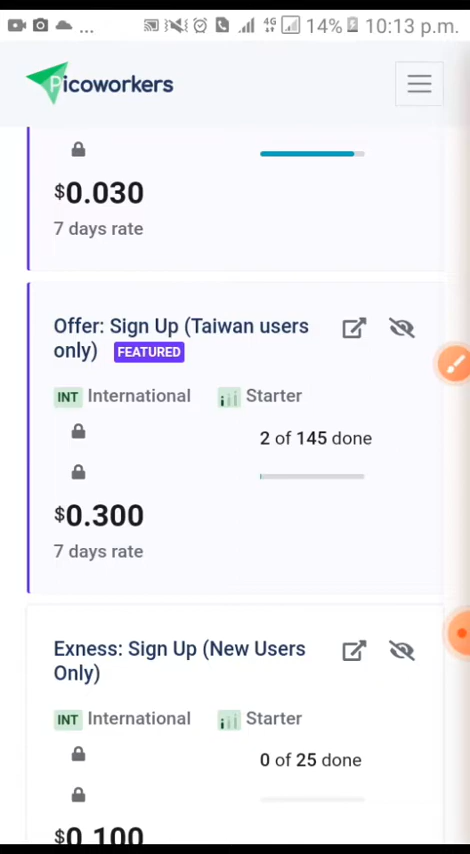 ... 4G 14% 10:13 p.m.
Picoworkers
$0.030
7 days rate
Offer: Sign Up (Taiwan users
only) FEATURED
INT International Starter
2 of 145 done
$0.300
7 days rate
Exness: Sign Up (New Users
Only)
INT International Starter
0 of 25 done
$0.100